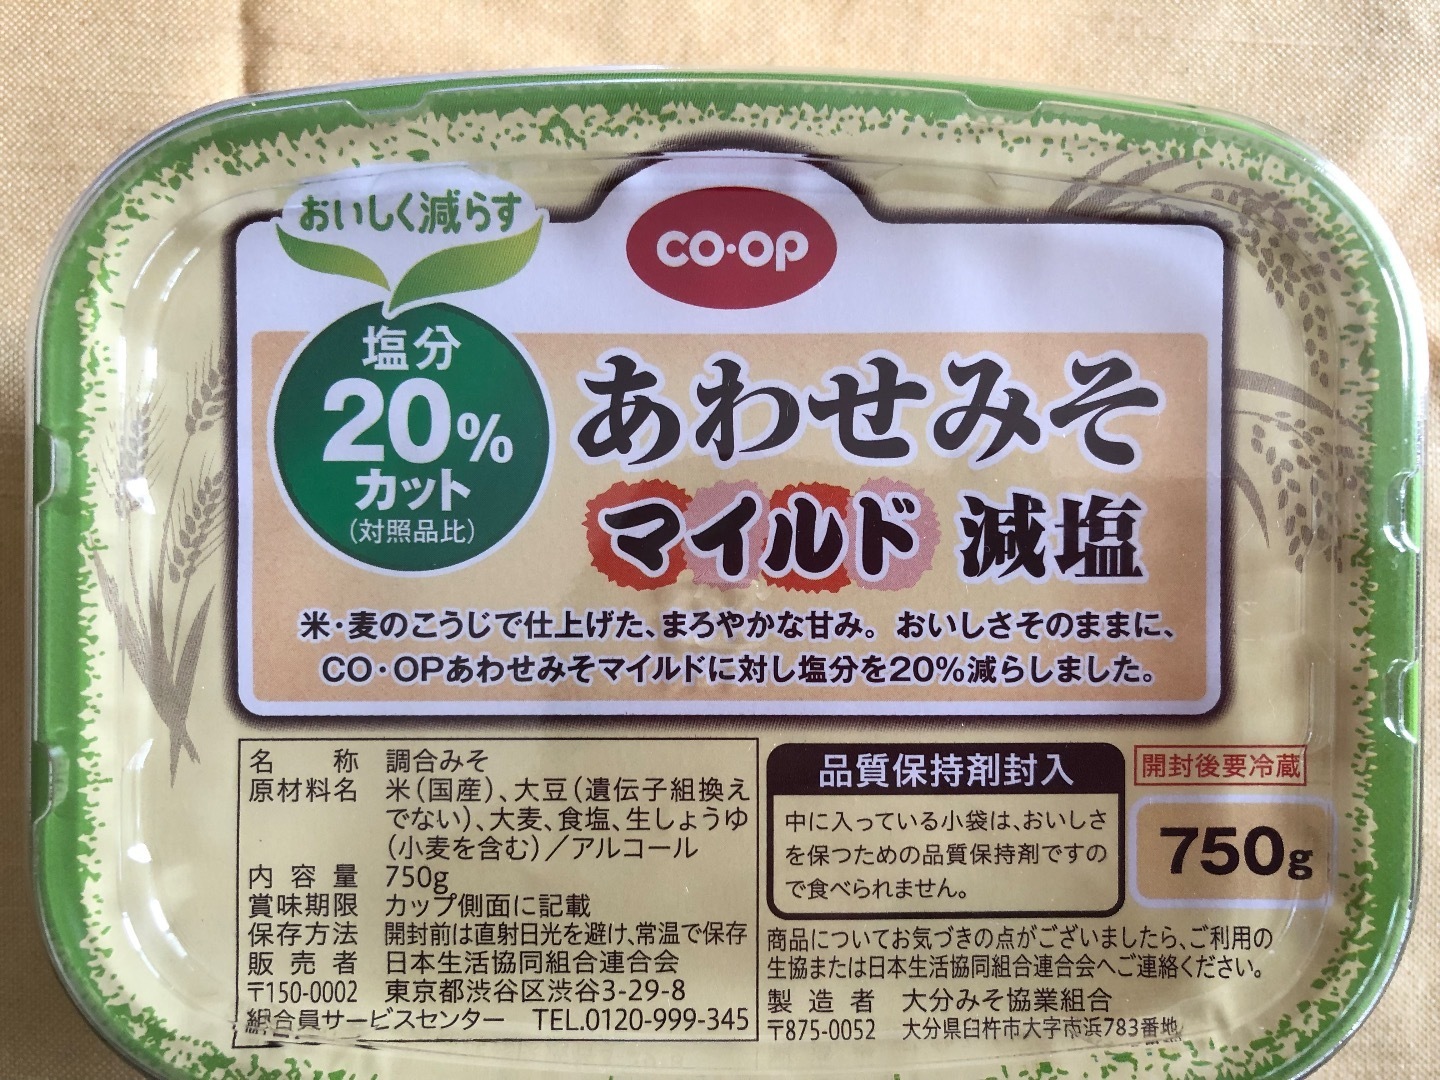 おいしく減らす
CO・OP
塩分
20%
カット
(対照品比)
あわせみそ
マイルド 減塩
米・麦のこうじで仕上げた、まろやかな甘み。おいしさそのままに、
CO・OPあわせみそマイルドに対し塩分を20%減らしました。
名称 調合みそ
原材料名 米(国産)、大豆(遺伝子組換え
でない)、大麦、食塩、生しょうゆ
(小麦を含む)/アルコール
内容量 750g
賞味期限 カップ側面に記載
保存方法 開封前は直射日光を避け、常温で保存
販売者 日本生活協同組合連合会
〒150-0002 東京都渋谷区渋谷3-29-8
組合員サービスセンター TEL.0120-999-345
品質保持剤封入
中に入っている小袋は、おいしさ
を保つための品質保持剤ですの
で食べられません。
開封後要冷蔵
750g
商品についてお気づきの点がございましたら、ご利用の
生協または日本生活協同組合連合会へご連絡ください。
製造者 大分みそ協業組合
〒875-0052 大分県臼杵市大字市浜783番地